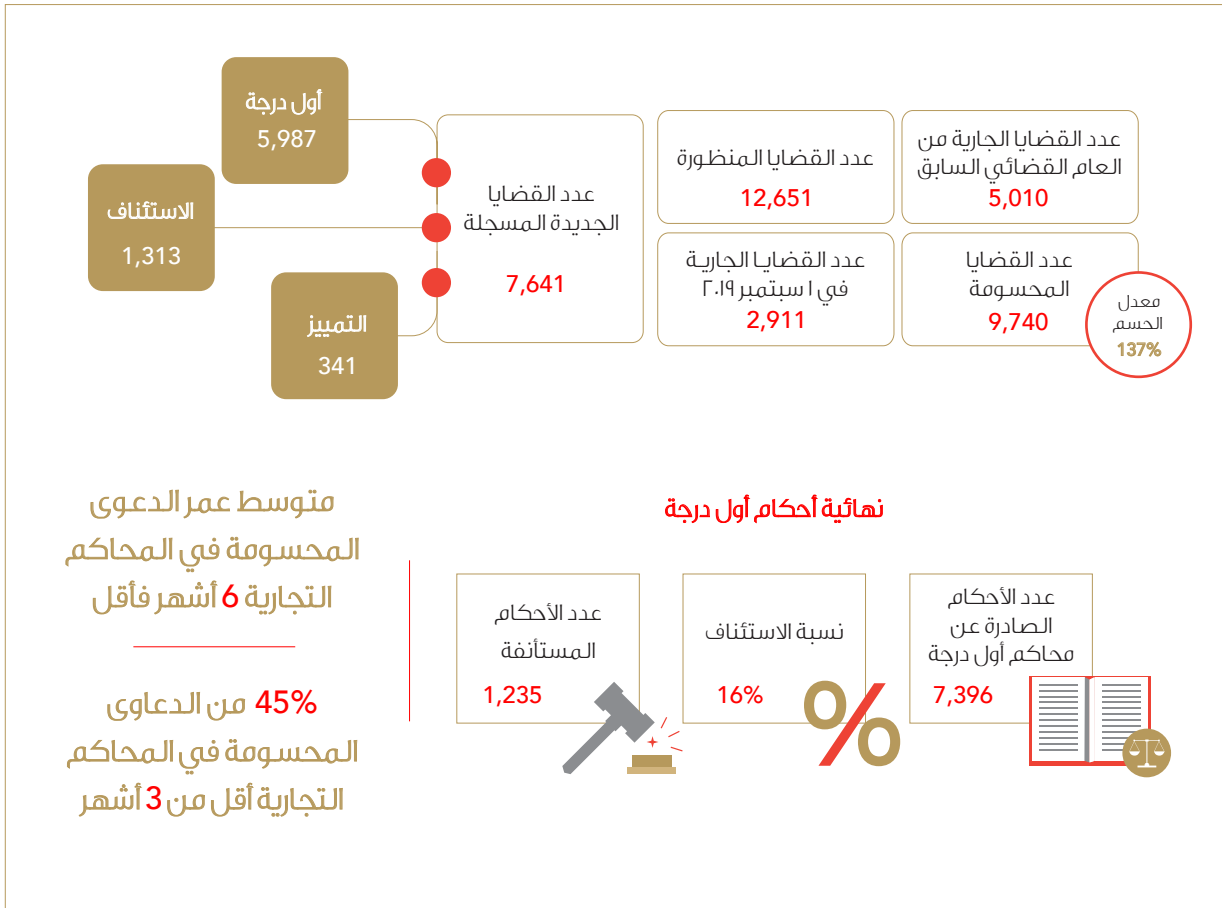 عدد القضايا الجارية من
العام القضائي السابق
5,010
عدد القضايا المنظورة
12,651
عدد القضايا
الجديدة المسجلة
7,641
أول درجة
5,987
الاستئناف
1,313
التمييز
341
عدد القضايا
المحسومة
9,740
معدل
الحسم
137%
عدد القضايا الجارية
في ١ سبتمبر ٢٠١٩
2,911
نهائية أحكام أول درجة
عدد الأحكام
الصادرة عن
محاكم أول درجة
7,396
نسبة الاستئناف
16%
%
عدد الأحكام
المستأنفة
1,235
متوسط عمر الدعوى
المحسومة في المحاكم
التجارية 6 أشهر فأقل
45% من الدعاوى
المحسومة في المحاكم
التجارية أقل من 3 أشهر